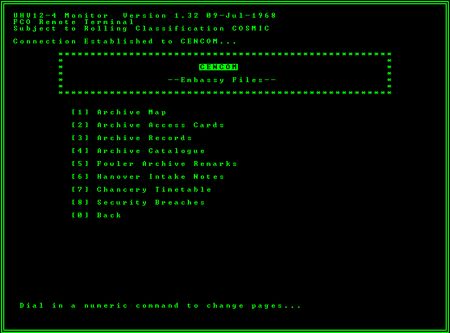 UHU12-4 Monitor  Version 1.32 09-Jul-1968
FCO Remote Terminal
Subject to Rolling Classification COSMIC
Connection Established to CENCOM...
CENCOM
--Embassy Files--
[1] Archive Map
[2] Archive Access Cards
[3] Archive Records
[4] Archive Catalogue
[5] Fowler Archive Remarks
[6] Hanover Intake Notes
[7] Chancery Timetable
[8] Security Breaches
[0] Back
Dial in a numeric command to change pages...